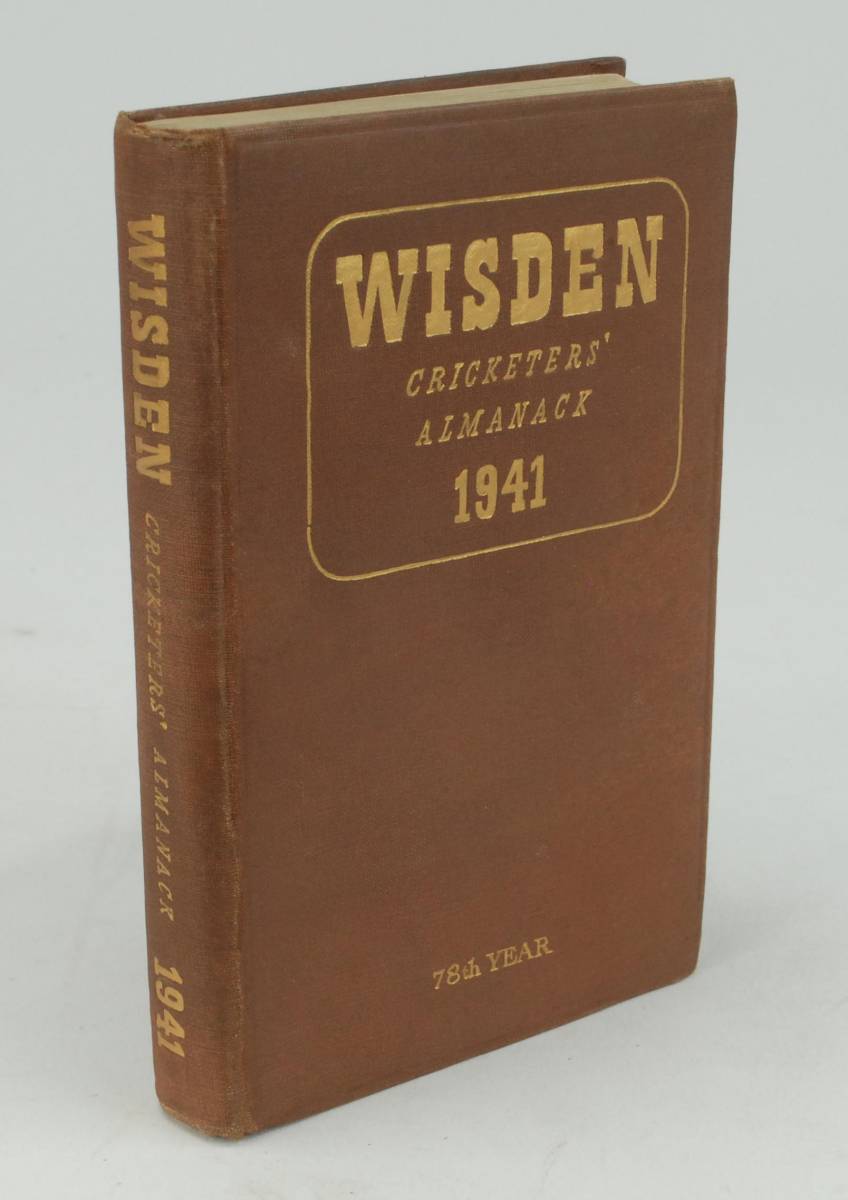 WISDEN
CRICKETERS'
ALMANACK
1941
78th YEAR
WISDEN CRICKETERS' ALMANACK 1941